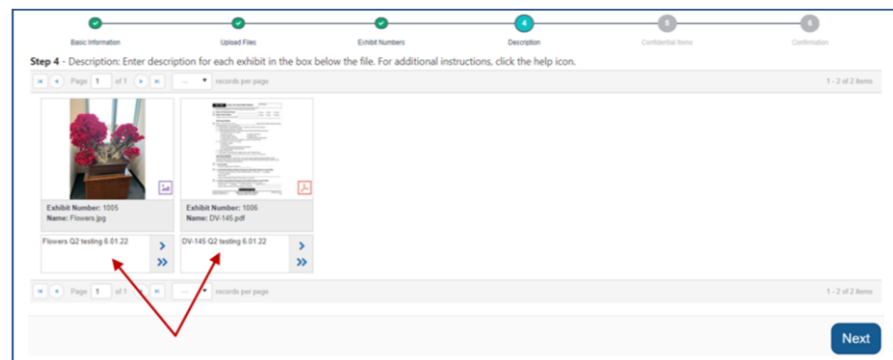 4
5
6
Basic Information
Upload Files
Exhibit Numbers
Description
Confidential Items
Confirmation
Step 4 - Description: Enter description for each exhibit in the box below the file. For additional instructions, click the help icon.
Page 1 of 1 ... records per page 1 - 2 of 2 items
Exhibit Number: 1005
Name: Flowers.jpg
Flowers Q2 testing 6.01.22
Exhibit Number: 1006
Name: DV-145.pdf
DV-145 Q2 testing 6.01.22
Page 1 of 1 ... records per page 1 - 2 of 2 items
Next